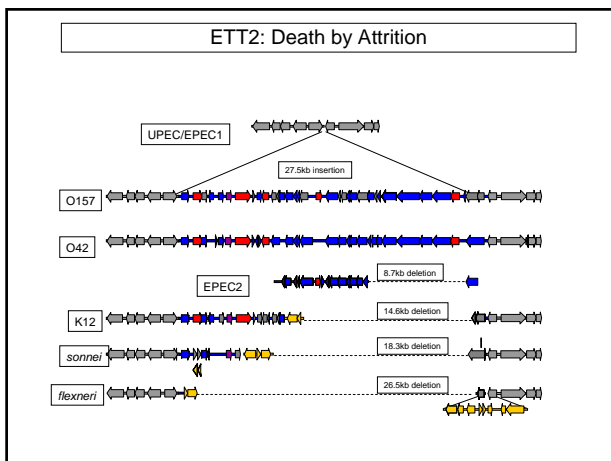 ETT2: Death by Attrition
UPEC/EPEC1
27.5kb insertion
O157
O42
EPEC2
8.7kb deletion
K12
14.6kb deletion
sonnei
18.3kb deletion
flexneri
26.5kb deletion